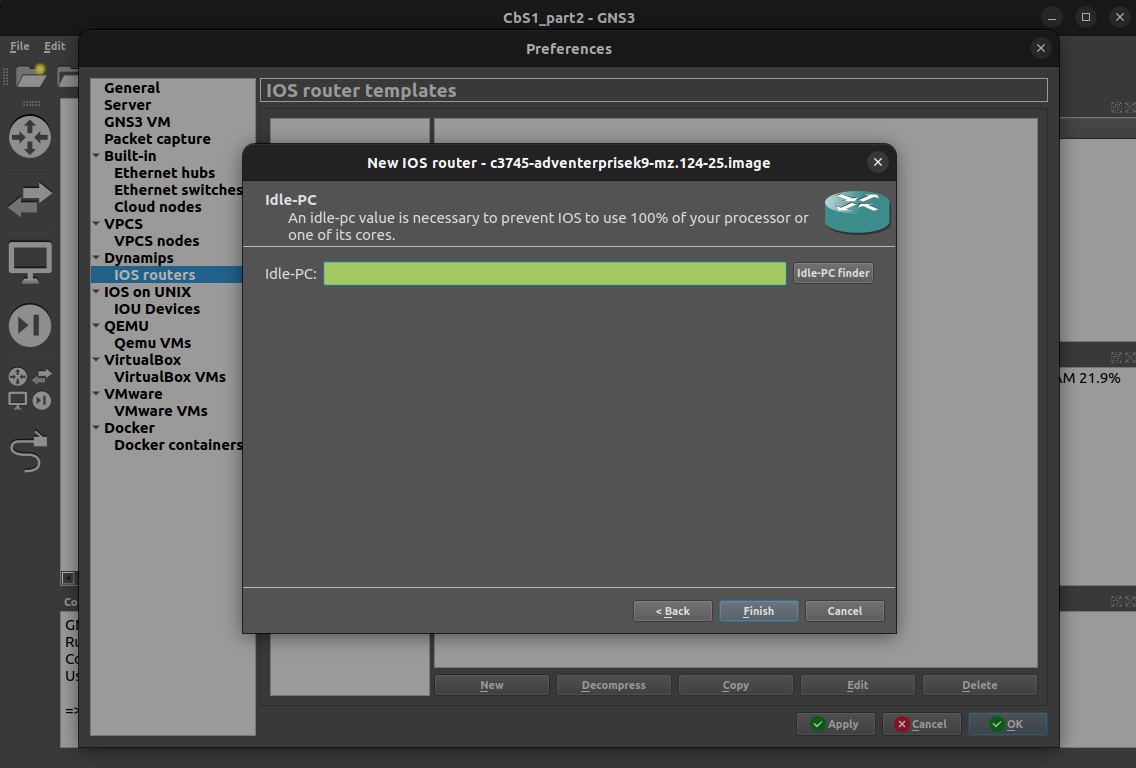 CbS1_part2 - GNS3
File Edit
Preferences
General
Server
GNS3 VM
Packet capture
Built-in
Ethernet hubs
Ethernet switches
Cloud nodes
VPCS
VPCS nodes
Dynamips
IOS routers
IOS on UNIX
IOU Devices
QEMU
Qemu VMs
VirtualBox
VirtualBox VMs
VMware
VMware VMs
Docker
Docker containers
IOS router templates
New IOS router - c3745-adventerprisek9-mz.124-25.image
Idle-PC
An idle-pc value is necessary to prevent IOS to use 100% of your processor or
one of its cores.
Idle-PC:
Idle-PC finder
< Back Finish Cancel
New Decompress Copy Edit Delete
Apply Cancel OK
AM 21.9%
Co
GN
Ru
Co
Us
=>